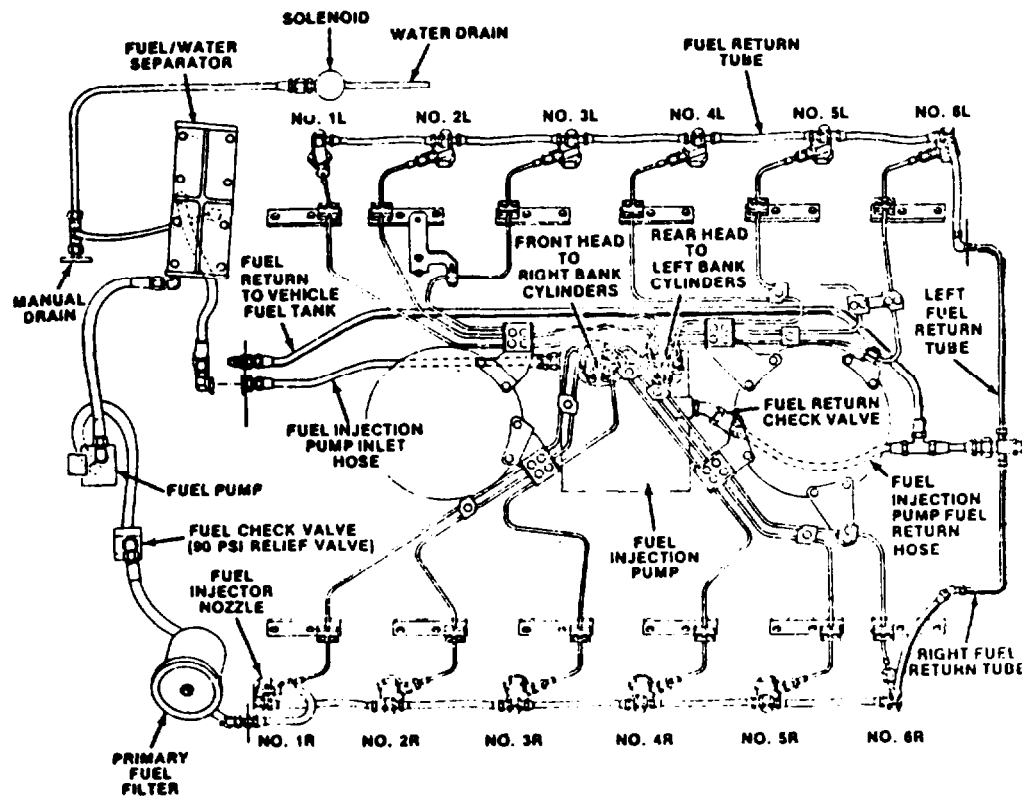 SOLENOID
WATER DRAIN
FUEL/WATER
SEPARATOR
FUEL RETURN
TUBE
NO. 1L
NO. 2L
NO. 3L
NO. 4L
NO. 5L
NO. 6L
FRONT HEAD
TO
RIGHT BANK
CYLINDERS
REAR HEAD
TO
LEFT BANK
CYLINDERS
MANUAL
DRAIN
FUEL
RETURN
TO VEHICLE
FUEL TANK
LEFT
FUEL
RETURN
TUBE
FUEL INJECTION
PUMP INLET
HOSE
FUEL RETURN
CHECK VALVE
FUEL PUMP
FUEL
INJECTION
PUMP FUEL
RETURN
HOSE
FUEL CHECK VALVE
(90 PSI RELIEF VALVE)
FUEL
INJECTION
PUMP
FUEL
INJECTOR
NOZZLE
RIGHT FUEL
RETURN TUBE
NO. 1R
NO. 2R
NO. 3R
NO. 4R
NO. 5R
NO. 6R
PRIMARY
FUEL
FILTER